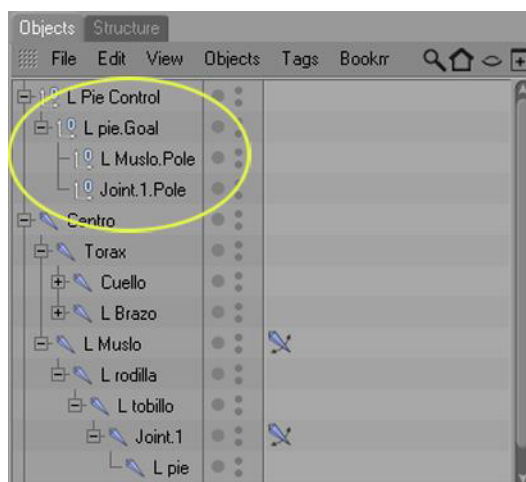 Objects Structure
File Edit View Objects Tags Bookrr
L Pie Control
L pie.Goal
L Muslo.Pole
Joint.1.Pole
Centro
Torax
Cuello
L Brazo
L Muslo
L rodilla
L tobillo
Joint.1
L pie